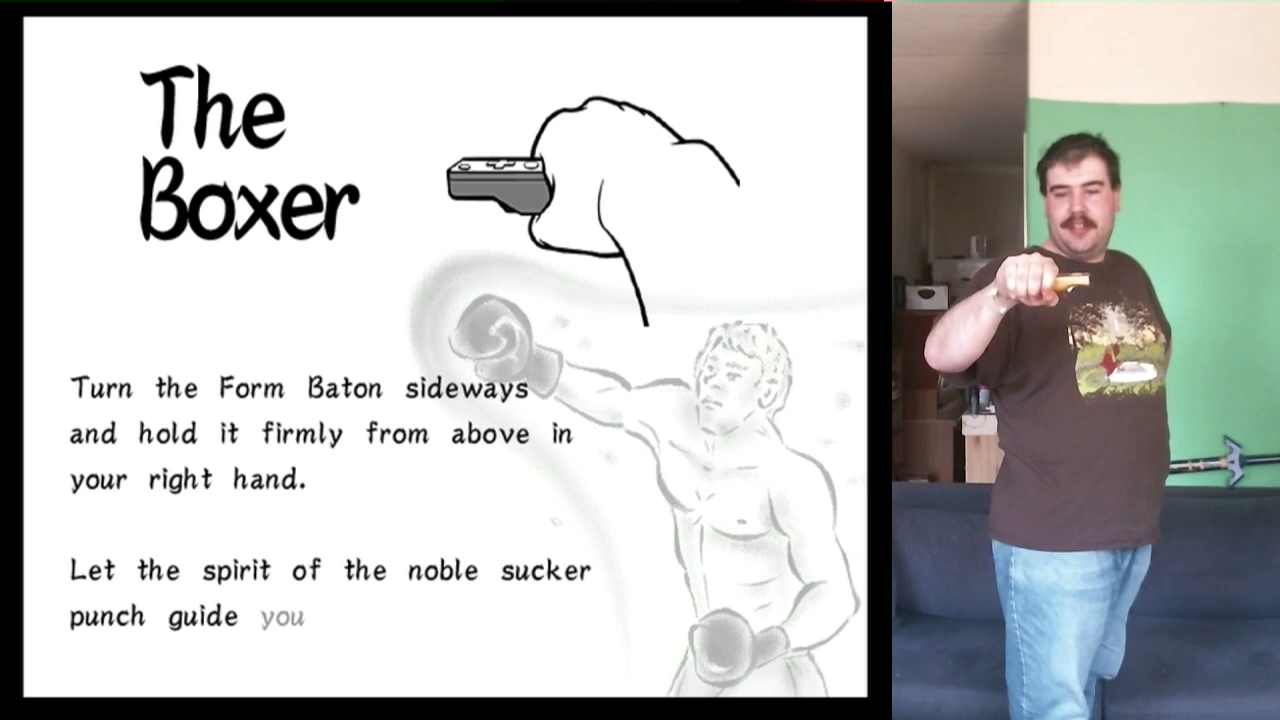 The
Boxer
Turn the Form Baton sideways
and hold it firmly from above in
your right hand.
Let the spirit of the noble sucker
punch guide you